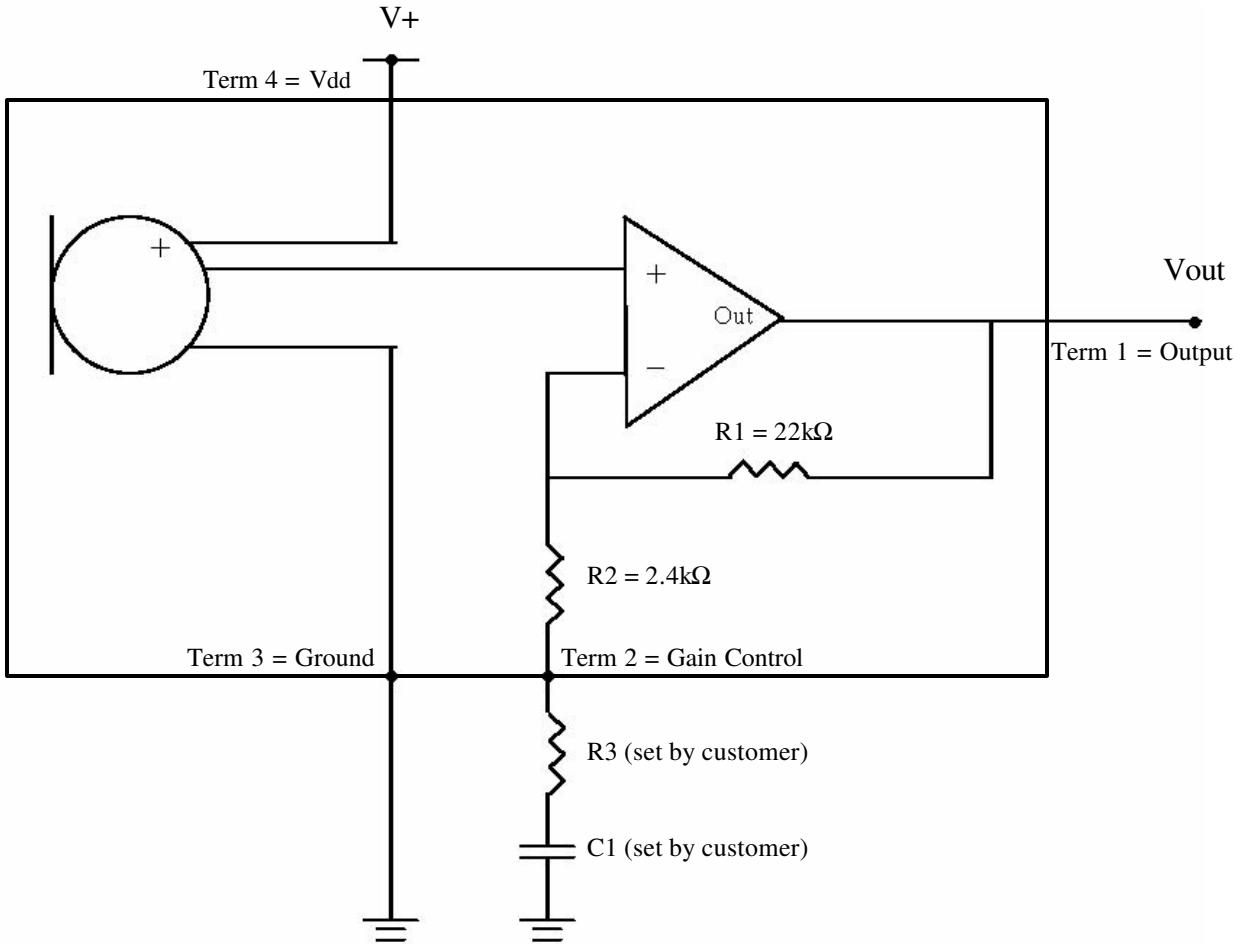 V+
Term 4 = Vdd
+
+
Out
−
Vout
Term 1 = Output
R1 = 22kΩ
R2 = 2.4kΩ
Term 3 = Ground
Term 2 = Gain Control
R3 (set by customer)
C1 (set by customer)